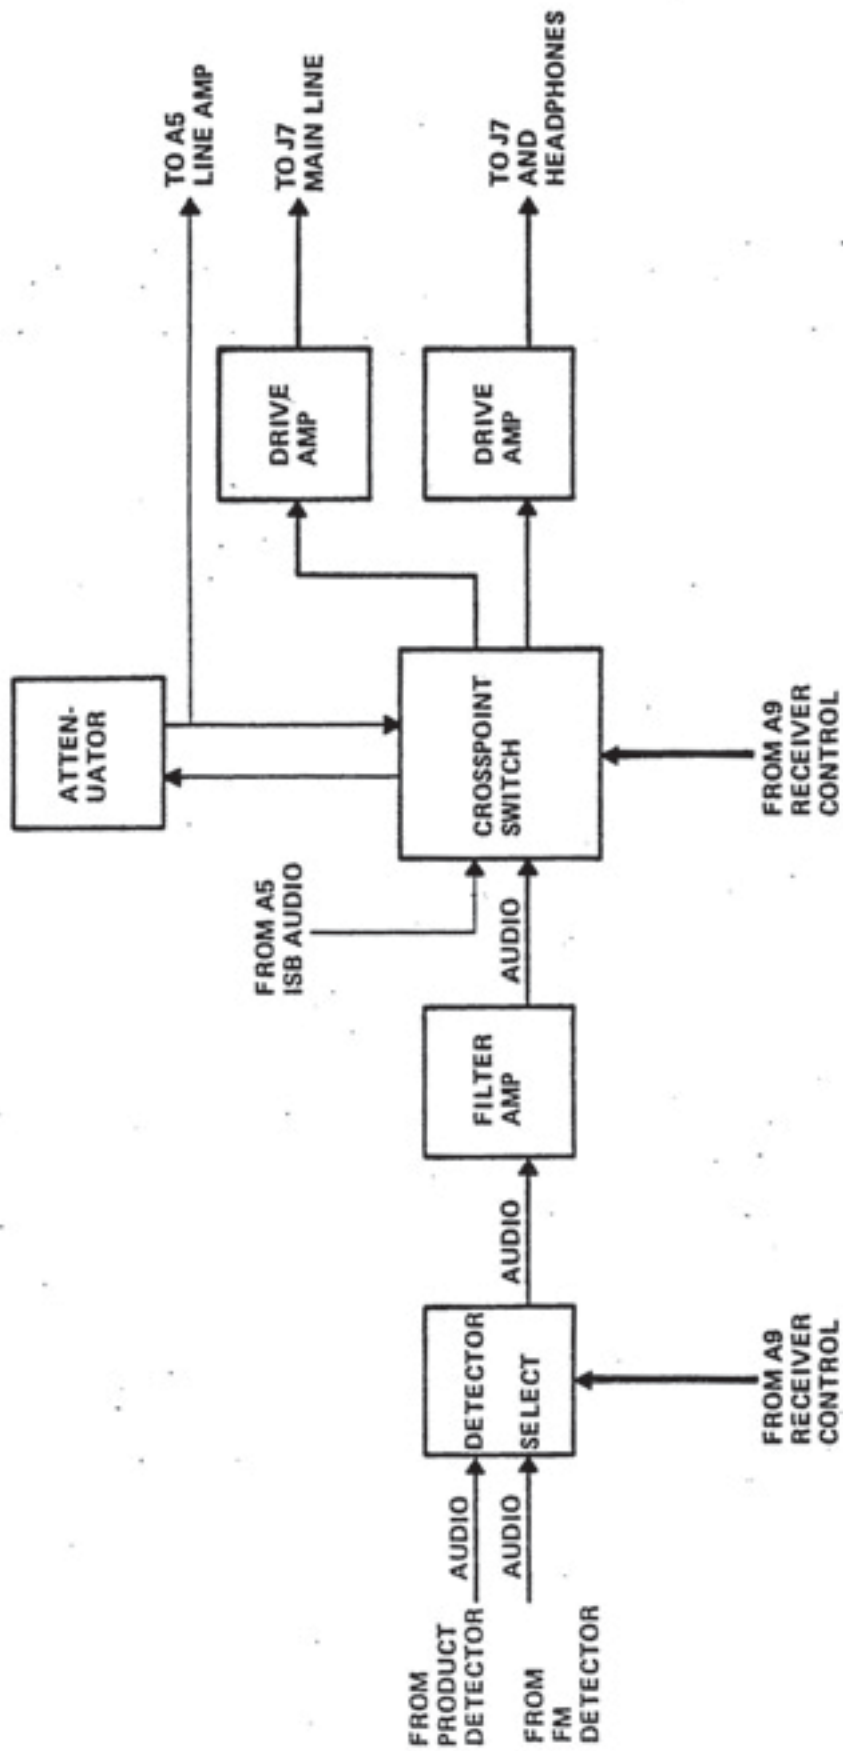 FROM
PRODUCT
DETECTOR
AUDIO
FROM
FM
DETECTOR
AUDIO
DETECTOR
SELECT
FROM A9
RECEIVER
CONTROL
AUDIO
FILTER
AMP
AUDIO
FROM A5
ISB AUDIO
CROSSPOINT
SWITCH
FROM A9
RECEIVER
CONTROL
ATTEN-
UATOR
TO A5
LINE AMP
DRIVE
AMP
TO J7
MAIN LINE
DRIVE
AMP
TO J7
AND
HEADPHONES